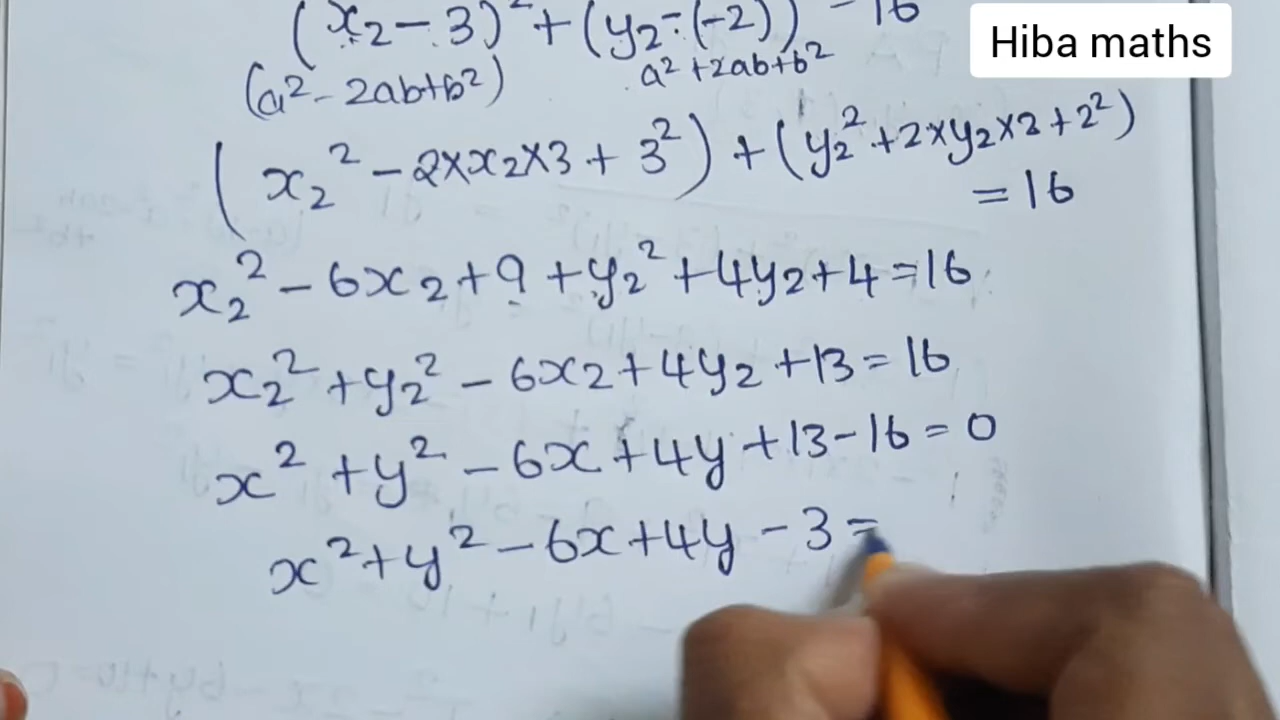 (x₂ - 3)² + (y₂ - (-2)) - 16
Hiba maths
(a² - 2ab + b²) a² + 2ab + b²
(x₂² - 2×x₂×3 + 3²) + (y₂² + 2×y₂×2 + 2²)
= 16
x₂² - 6x₂ + 9 + y₂² + 4y₂ + 4 = 16
x₂² + y₂² - 6x₂ + 4y₂ + 13 = 16
x² + y² - 6x + 4y + 13 - 16 = 0
x² + y² - 6x + 4y - 3 =